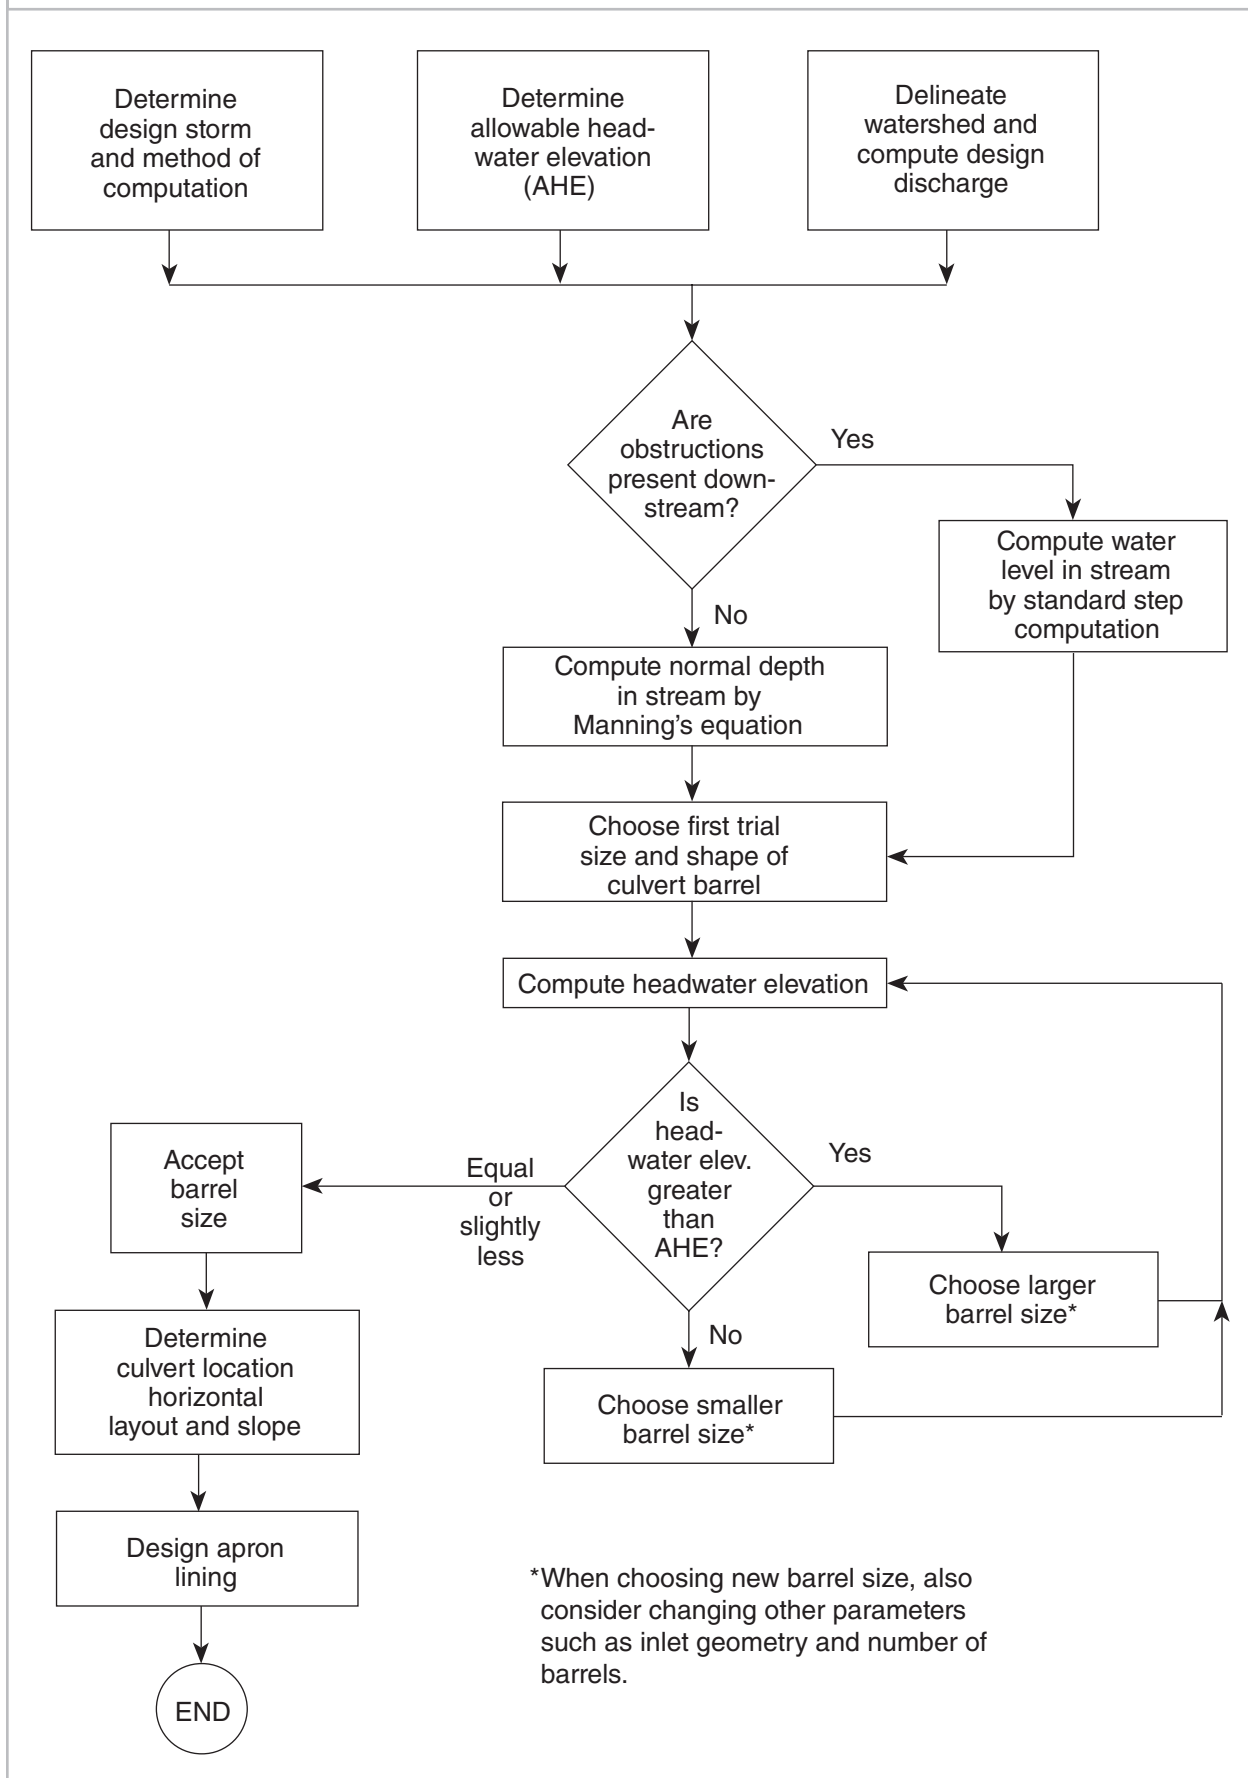 Determine
design storm
and method of
computation
Determine
allowable head-
water elevation
(AHE)
Delineate
watershed and
compute design
discharge
Are
obstructions
present down-
stream?
Yes
Compute water
level in stream
by standard step
computation
No
Compute normal depth
in stream by
Manning's equation
Choose first trial
size and shape of
culvert barrel
Compute headwater elevation
Is
head-
water elev.
greater
than
AHE?
Yes
Equal
or
slightly
less
Accept
barrel
size
Choose larger
barrel size*
No
Choose smaller
barrel size*
Determine
culvert location
horizontal
layout and slope
Design apron
lining
END
*When choosing new barrel size, also
consider changing other parameters
such as inlet geometry and number of
barrels.